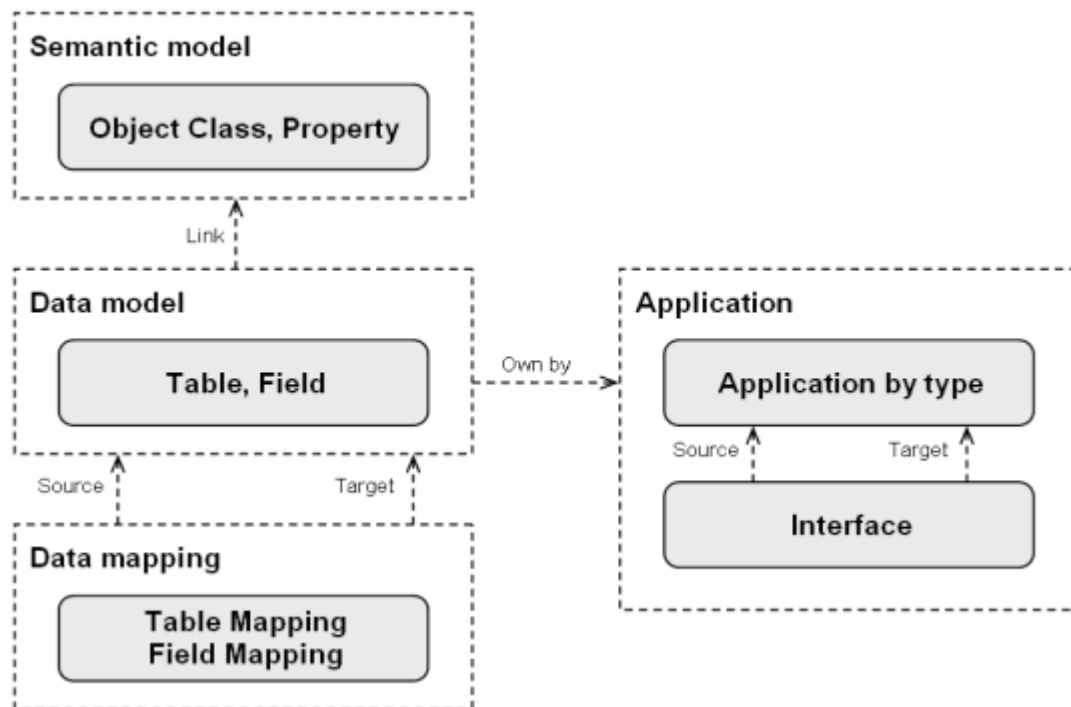 Semantic model
Object Class, Property
Link
Data model
Table, Field
Own by
Application
Application by type
Source
Target
Interface
Source
Target
Data mapping
Table Mapping
Field Mapping